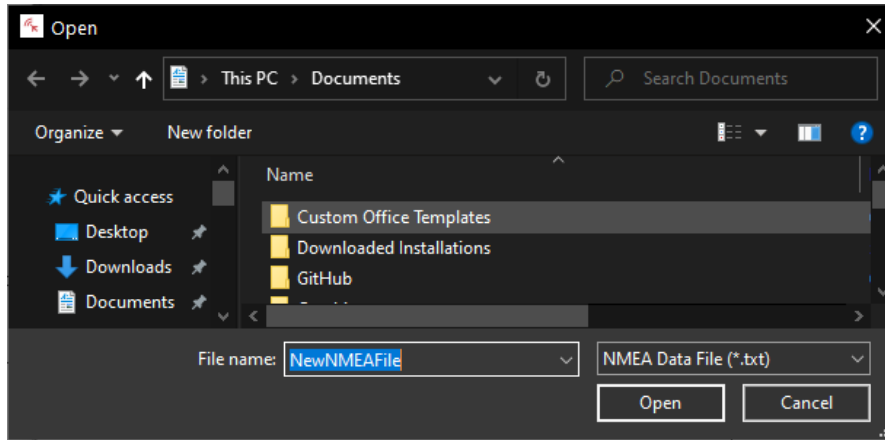 Open
This PC > Documents
Search Documents
Organize
New folder
Name
Quick access
Desktop
Downloads
Documents
Custom Office Templates
Downloaded Installations
GitHub
File name: NewNMEAFile
NMEA Data File (*.txt)
Open
Cancel